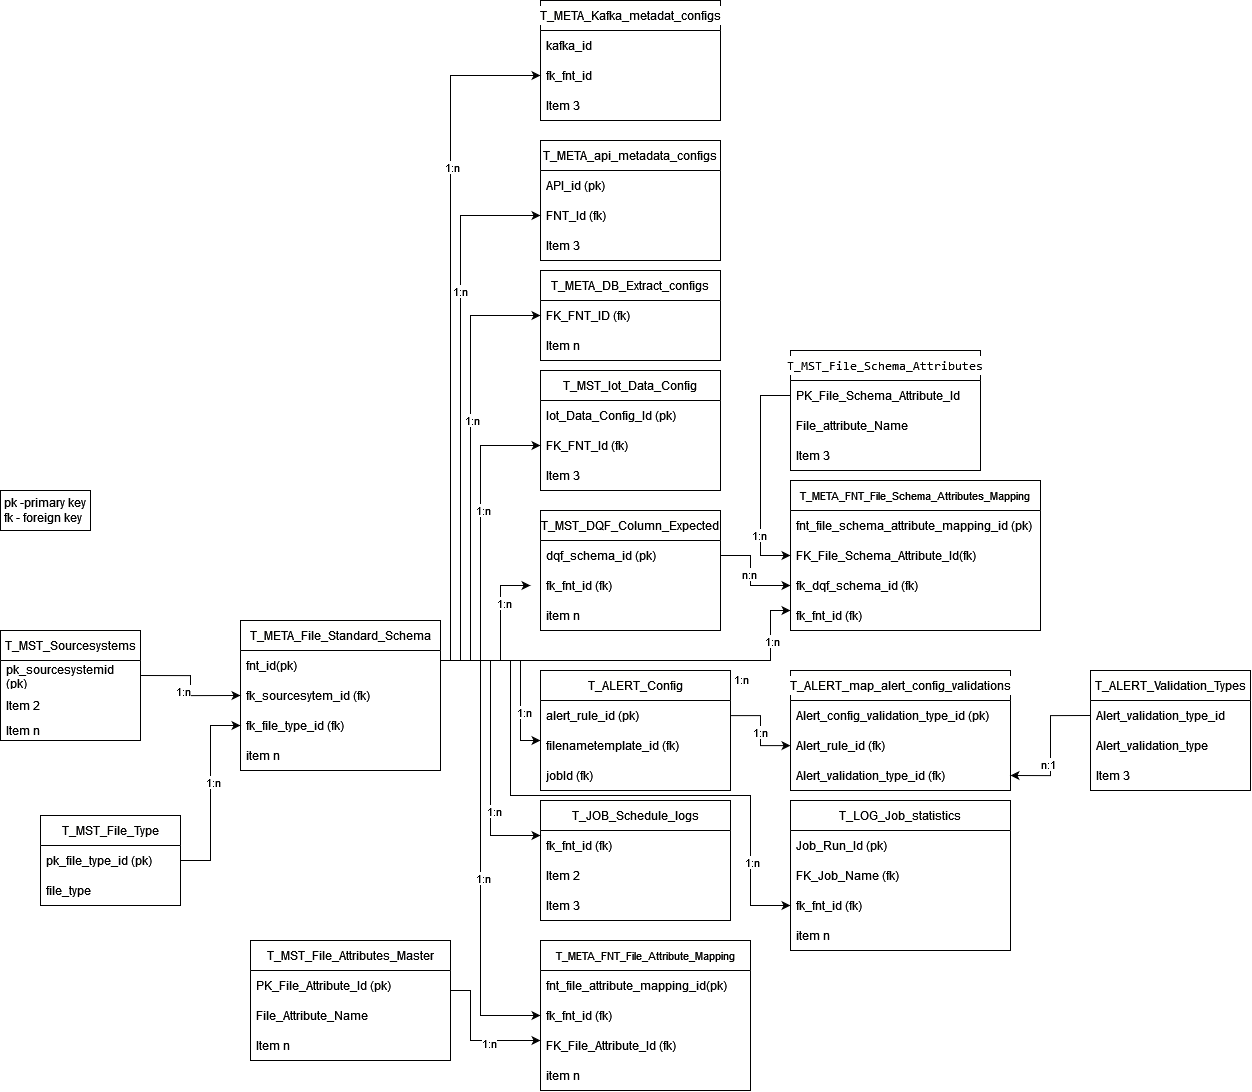 T_META_Kafka_metadat_configs
kafka_id
fk_fnt_id
Item 3
1:n
T_META_api_metadata_configs
API_id (pk)
FNT_Id (fk)
Item 3
1:n
T_META_DB_Extract_configs
FK_FNT_ID (fk)
Item n
1:n
T_MST_Iot_Data_Config
Iot_Data_Config_Id (pk)
FK_FNT_Id (fk)
Item 3
1:n
T_MST_File_Schema_Attributes
PK_File_Schema_Attribute_Id
File_attribute_Name
Item 3
1:n
pk -primary key
fk - foreign key
T_MST_DQF_Column_Expected
dqf_schema_id (pk)
fk_fnt_id (fk)
item n
1:n
n:n
T_META_FNT_File_Schema_Attributes_Mapping
fnt_file_schema_attribute_mapping_id (pk)
FK_File_Schema_Attribute_Id(fk)
fk_dqf_schema_id (fk)
fk_fnt_id (fk)
1:n
T_MST_Sourcesystems
pk_sourcesystemid
(pk)
Item 2
Item n
1:n
T_META_File_Standard_Schema
fnt_id(pk)
fk_sourcesytem_id (fk)
fk_file_type_id (fk)
item n
1:n
T_MST_File_Type
pk_file_type_id (pk)
file_type
T_ALERT_Config
alert_rule_id (pk)
filenametemplate_id (fk)
jobId (fk)
1:n
1:n
1:n
T_ALERT_map_alert_config_validations
Alert_config_validation_type_id (pk)
Alert_rule_id (fk)
Alert_validation_type_id (fk)
n:1
T_ALERT_Validation_Types
Alert_validation_type_id
Alert_validation_type
Item 3
T_JOB_Schedule_logs
fk_fnt_id (fk)
Item 2
Item 3
1:n
1:n
T_LOG_Job_statistics
Job_Run_Id (pk)
FK_Job_Name (fk)
fk_fnt_id (fk)
item n
1:n
T_MST_File_Attributes_Master
PK_File_Attribute_Id (pk)
File_Attribute_Name
Item n
1:n
T_META_FNT_File_Attribute_Mapping
fnt_file_attribute_mapping_id(pk)
fk_fnt_id (fk)
FK_File_Attribute_Id (fk)
item n